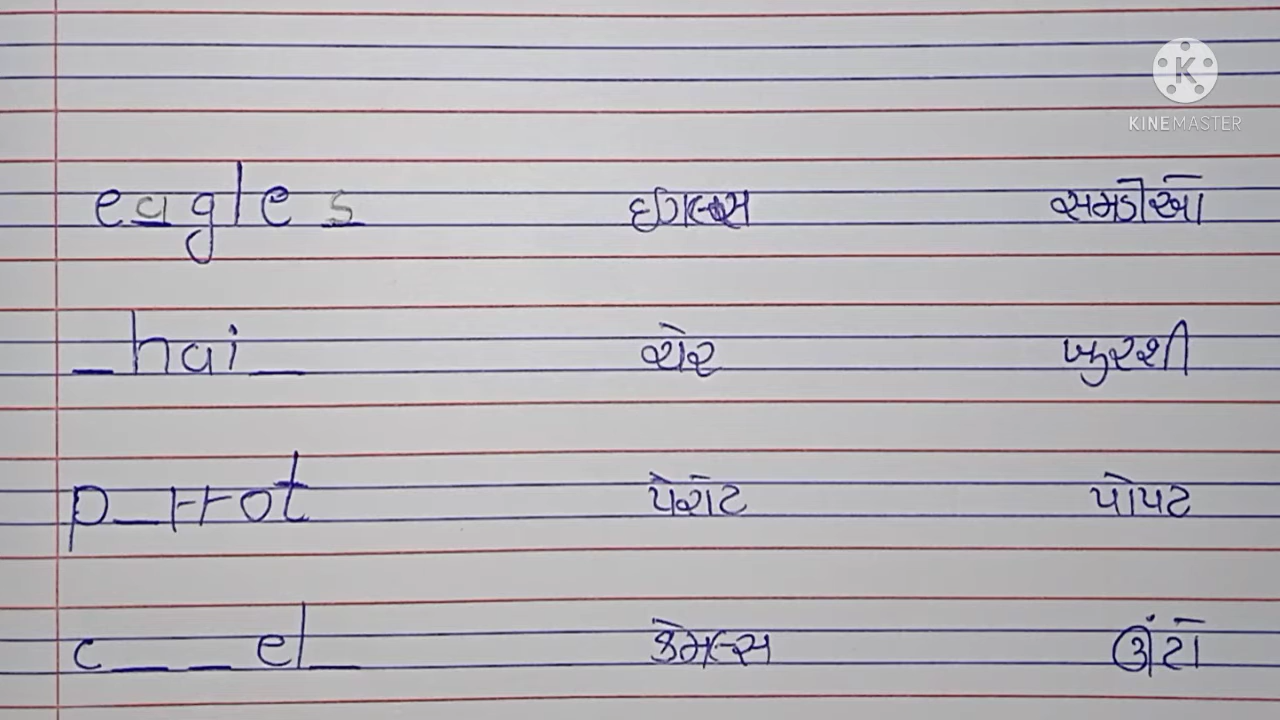 KINEMASTER
eagles ઇગલ્સ સમડીઓ
_hai_ ચેર ખુરશી
p_rrot પેરોટ પોપટ
c__el_ કેમલ્સ ઊંટો